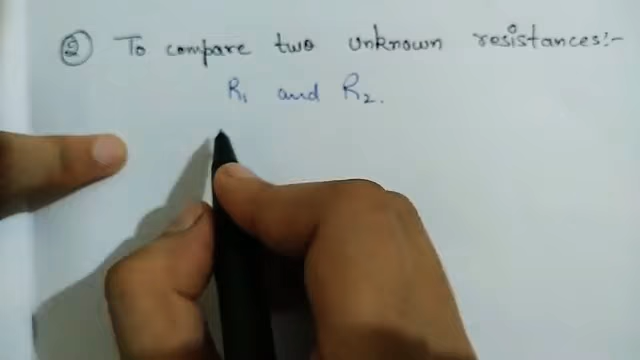 ② To compare two unknown resistances:-
R₁ and R₂.